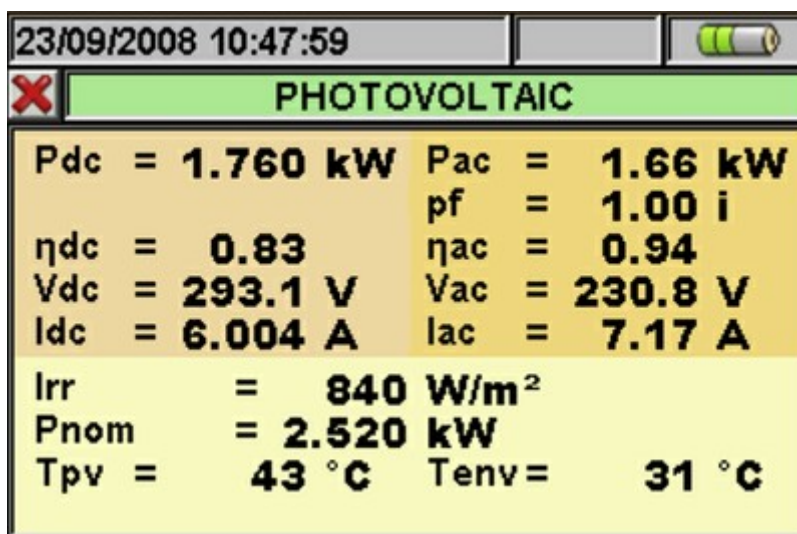 23/09/2008 10:47:59
PHOTOVOLTAIC
Pdc = 1.760 kW Pac = 1.66 kW
pf = 1.00 i
ηdc = 0.83 ηac = 0.94
Vdc = 293.1 V Vac = 230.8 V
Idc = 6.004 A Iac = 7.17 A
Irr = 840 W/m²
Pnom = 2.520 kW
Tpv = 43 °C Tenv = 31 °C